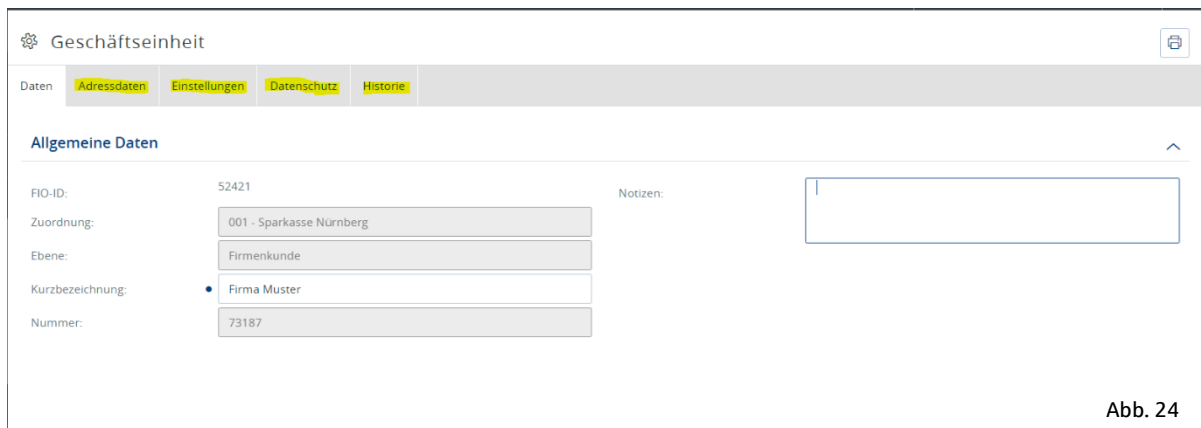 Geschäftseinheit
Daten Adressdaten Einstellungen Datenschutz Historie
Allgemeine Daten
FIO-ID: 52421 Notizen:
Zuordnung: 001 - Sparkasse Nürnberg
Ebene: Firmenkunde
Kurzbezeichnung: Firma Muster
Nummer: 73187
Abb. 24